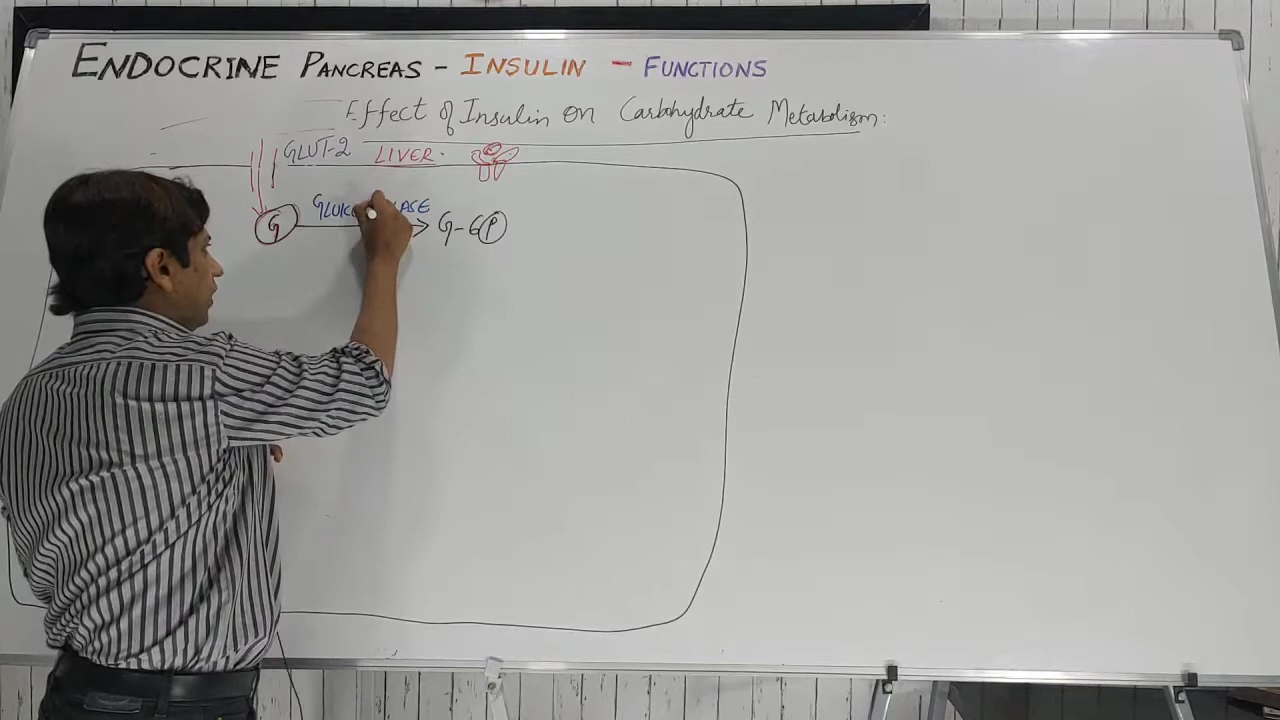 ENDOCRINE PANCREAS - INSULIN - FUNCTIONS
Effect of Insulin on Carbohydrate Metabolism:
GLUT-2 LIVER.
G G-6P